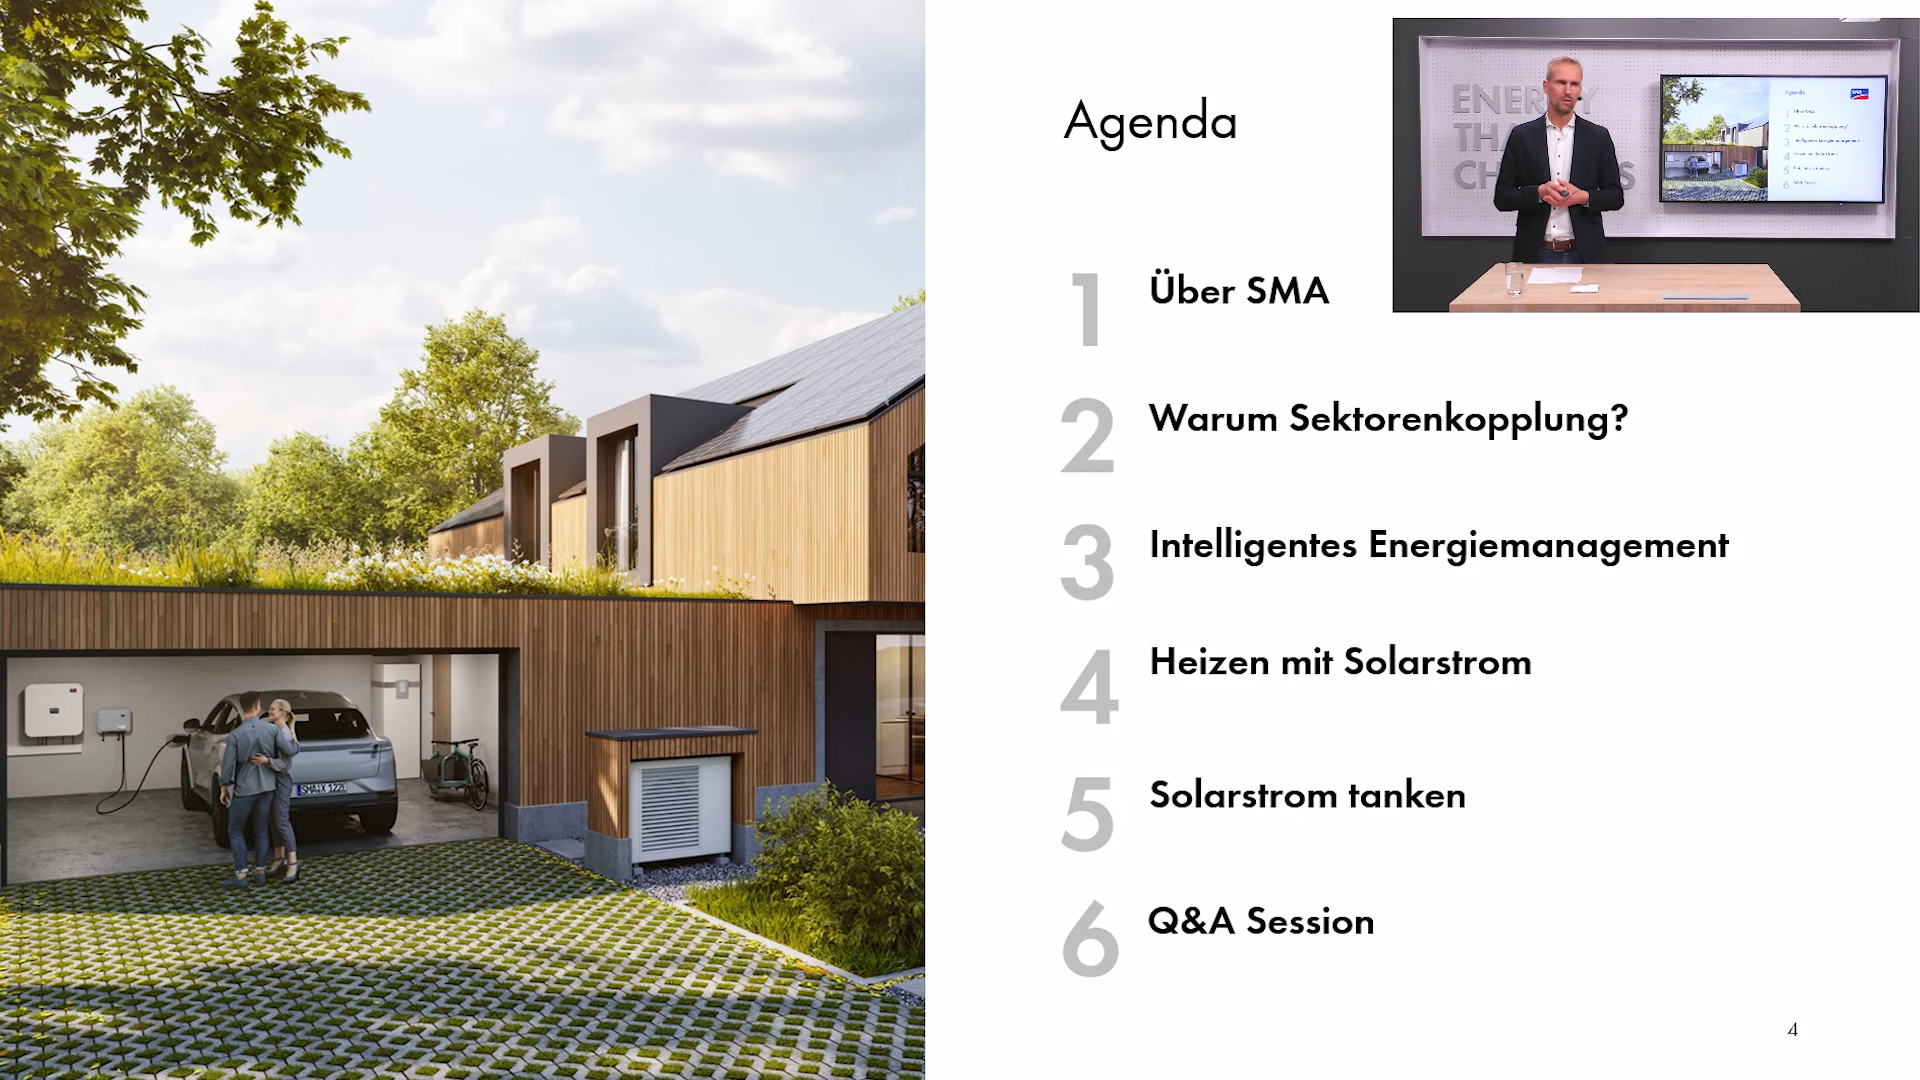 Agenda
1
Über SMA
2
Warum Sektorenkopplung?
3
Intelligentes Energiemanagement
4
Heizen mit Solarstrom
5
Solarstrom tanken
6
Q&A Session
4